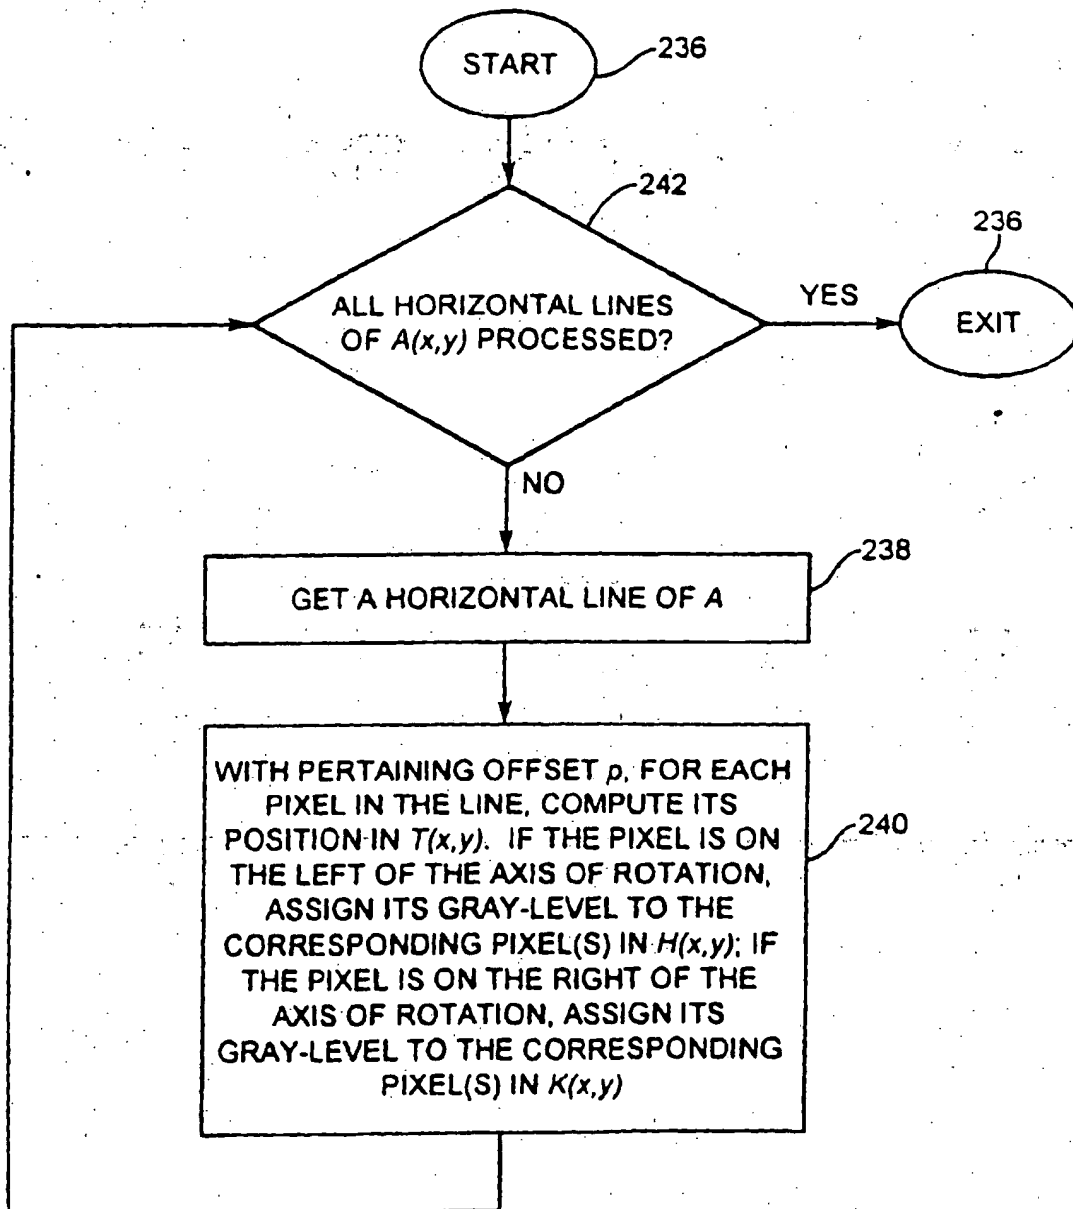 START
236
242
236
ALL HORIZONTAL LINES
OF A(x,y) PROCESSED?
YES
EXIT
NO
238
GET A HORIZONTAL LINE OF A
WITH PERTAINING OFFSET p, FOR EACH
PIXEL IN THE LINE, COMPUTE ITS
POSITION IN T(x,y). IF THE PIXEL IS ON
THE LEFT OF THE AXIS OF ROTATION,
ASSIGN ITS GRAY-LEVEL TO THE
CORRESPONDING PIXEL(S) IN H(x,y); IF
THE PIXEL IS ON THE RIGHT OF THE
AXIS OF ROTATION, ASSIGN ITS
GRAY-LEVEL TO THE CORRESPONDING
PIXEL(S) IN K(x,y)
240